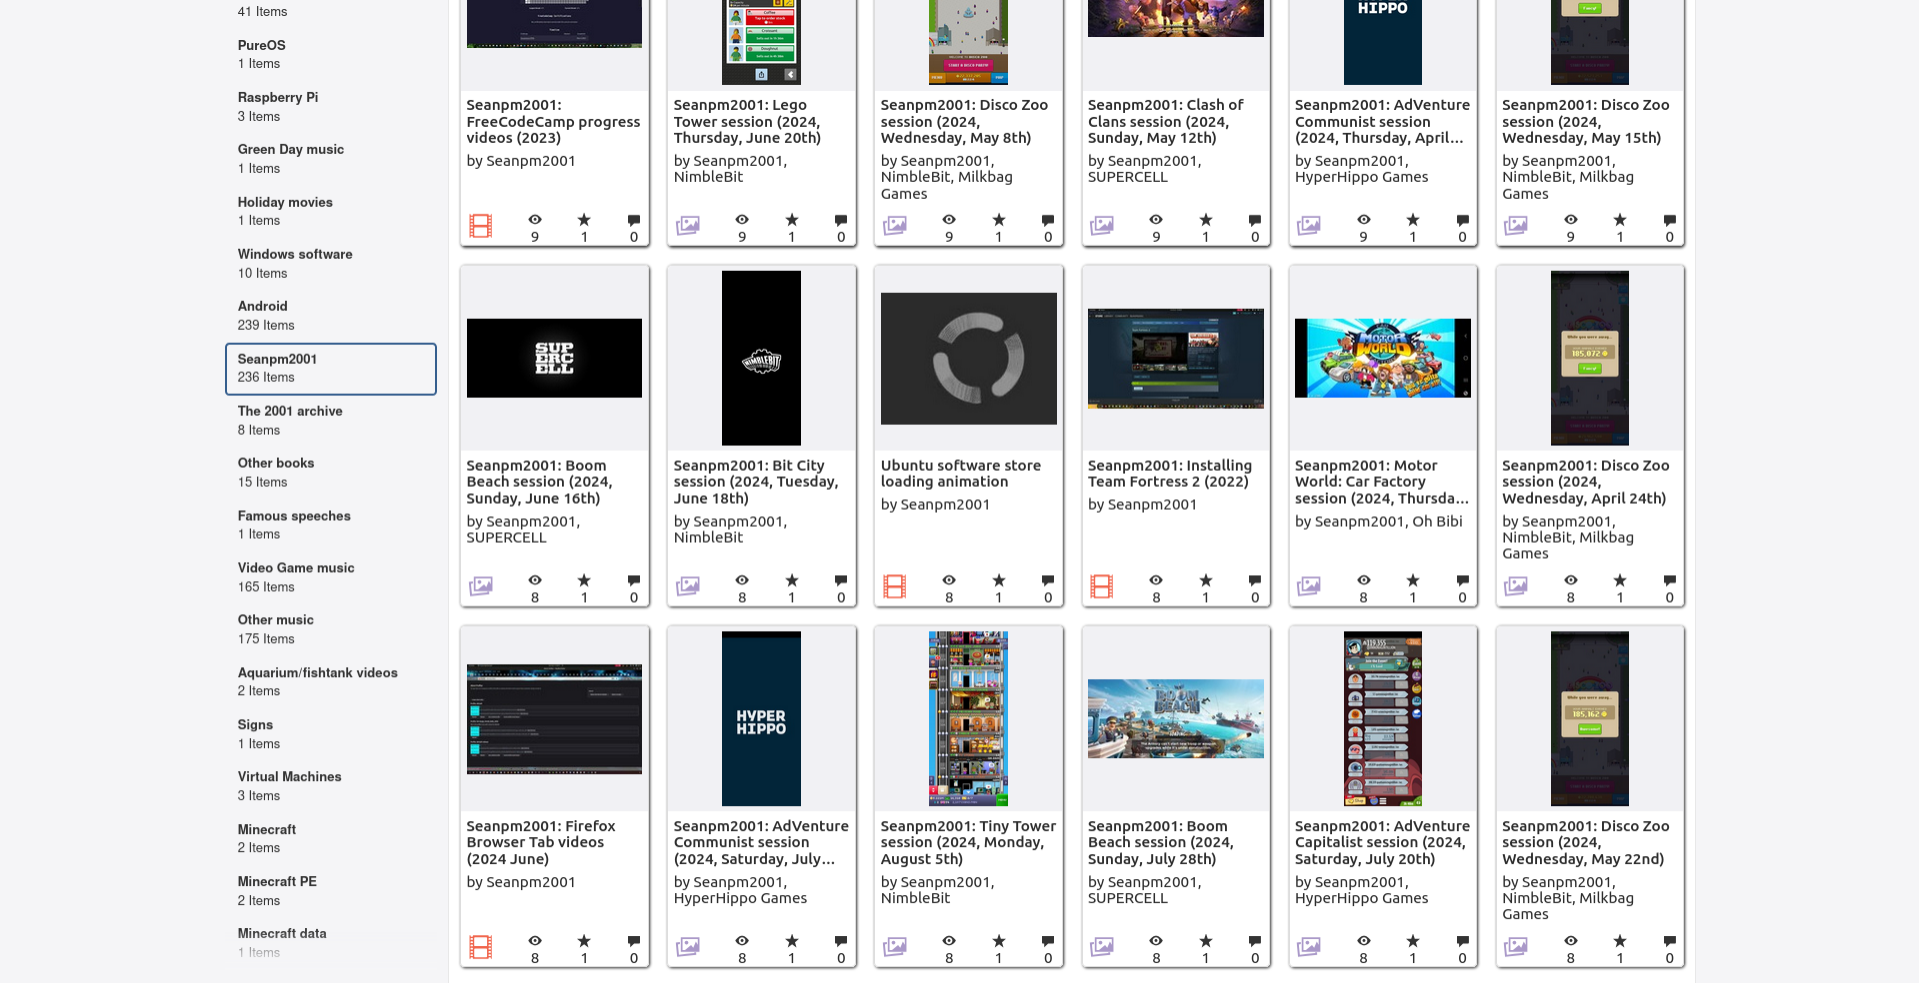 41 Items
PureOS
1 Items
Raspberry Pi
3 Items
Green Day music
1 Items
Holiday movies
1 Items
Windows software
10 Items
Android
239 Items
Seanpm2001
236 Items
The 2001 archive
8 Items
Other books
15 Items
Famous speeches
1 Items
Video Game music
165 Items
Other music
175 Items
Aquarium/fishtank videos
2 Items
Signs
1 Items
Virtual Machines
3 Items
Minecraft
2 Items
Minecraft PE
2 Items
Minecraft data
1 Items
Seanpm2001:
FreeCodeCamp progress
videos (2023)
by Seanpm2001
9
1
0
Seanpm2001: Lego
Tower session (2024,
Thursday, June 20th)
by Seanpm2001,
NimbleBit
9
1
0
Seanpm2001: Disco Zoo
session (2024,
Wednesday, May 8th)
by Seanpm2001,
NimbleBit, Milkbag
Games
9
1
0
Seanpm2001: Clash of
Clans session (2024,
Sunday, May 12th)
by Seanpm2001,
SUPERCELL
9
1
0
HIPPO
Seanpm2001: AdVenture
Communist session
(2024, Thursday, April...
by Seanpm2001,
HyperHippo Games
9
1
0
Seanpm2001: Disco Zoo
session (2024,
Wednesday, May 15th)
by Seanpm2001,
NimbleBit, Milkbag
Games
9
1
0
SUP
ERC
ELL
Seanpm2001: Boom
Beach session (2024,
Sunday, June 16th)
by Seanpm2001,
SUPERCELL
8
1
0
NIMBLEBIT
Seanpm2001: Bit City
session (2024, Tuesday,
June 18th)
by Seanpm2001,
NimbleBit
8
1
0
Ubuntu software store
loading animation
by Seanpm2001
8
1
0
Seanpm2001: Installing
Team Fortress 2 (2022)
by Seanpm2001
8
1
0
MOTOR
WORLD
Seanpm2001: Motor
World: Car Factory
session (2024, Thursda...
by Seanpm2001, Oh Bibi
8
1
0
While you were away...
185,072
Seanpm2001: Disco Zoo
session (2024,
Wednesday, April 24th)
by Seanpm2001,
NimbleBit, Milkbag
Games
8
1
0
Seanpm2001: Firefox
Browser Tab videos
(2024 June)
by Seanpm2001
8
1
0
HYPER
HIPPO
Seanpm2001: AdVenture
Communist session
(2024, Saturday, July...
by Seanpm2001,
HyperHippo Games
8
1
0
Seanpm2001: Tiny Tower
session (2024, Monday,
August 5th)
by Seanpm2001,
NimbleBit
8
1
0
BOOM
BEACH
Seanpm2001: Boom
Beach session (2024,
Sunday, July 28th)
by Seanpm2001,
SUPERCELL
8
1
0
Seanpm2001: AdVenture
Capitalist session (2024,
Saturday, July 20th)
by Seanpm2001,
HyperHippo Games
8
1
0
While you were away...
185,162
Seanpm2001: Disco Zoo
session (2024,
Wednesday, May 22nd)
by Seanpm2001,
NimbleBit, Milkbag
Games
8
1
0